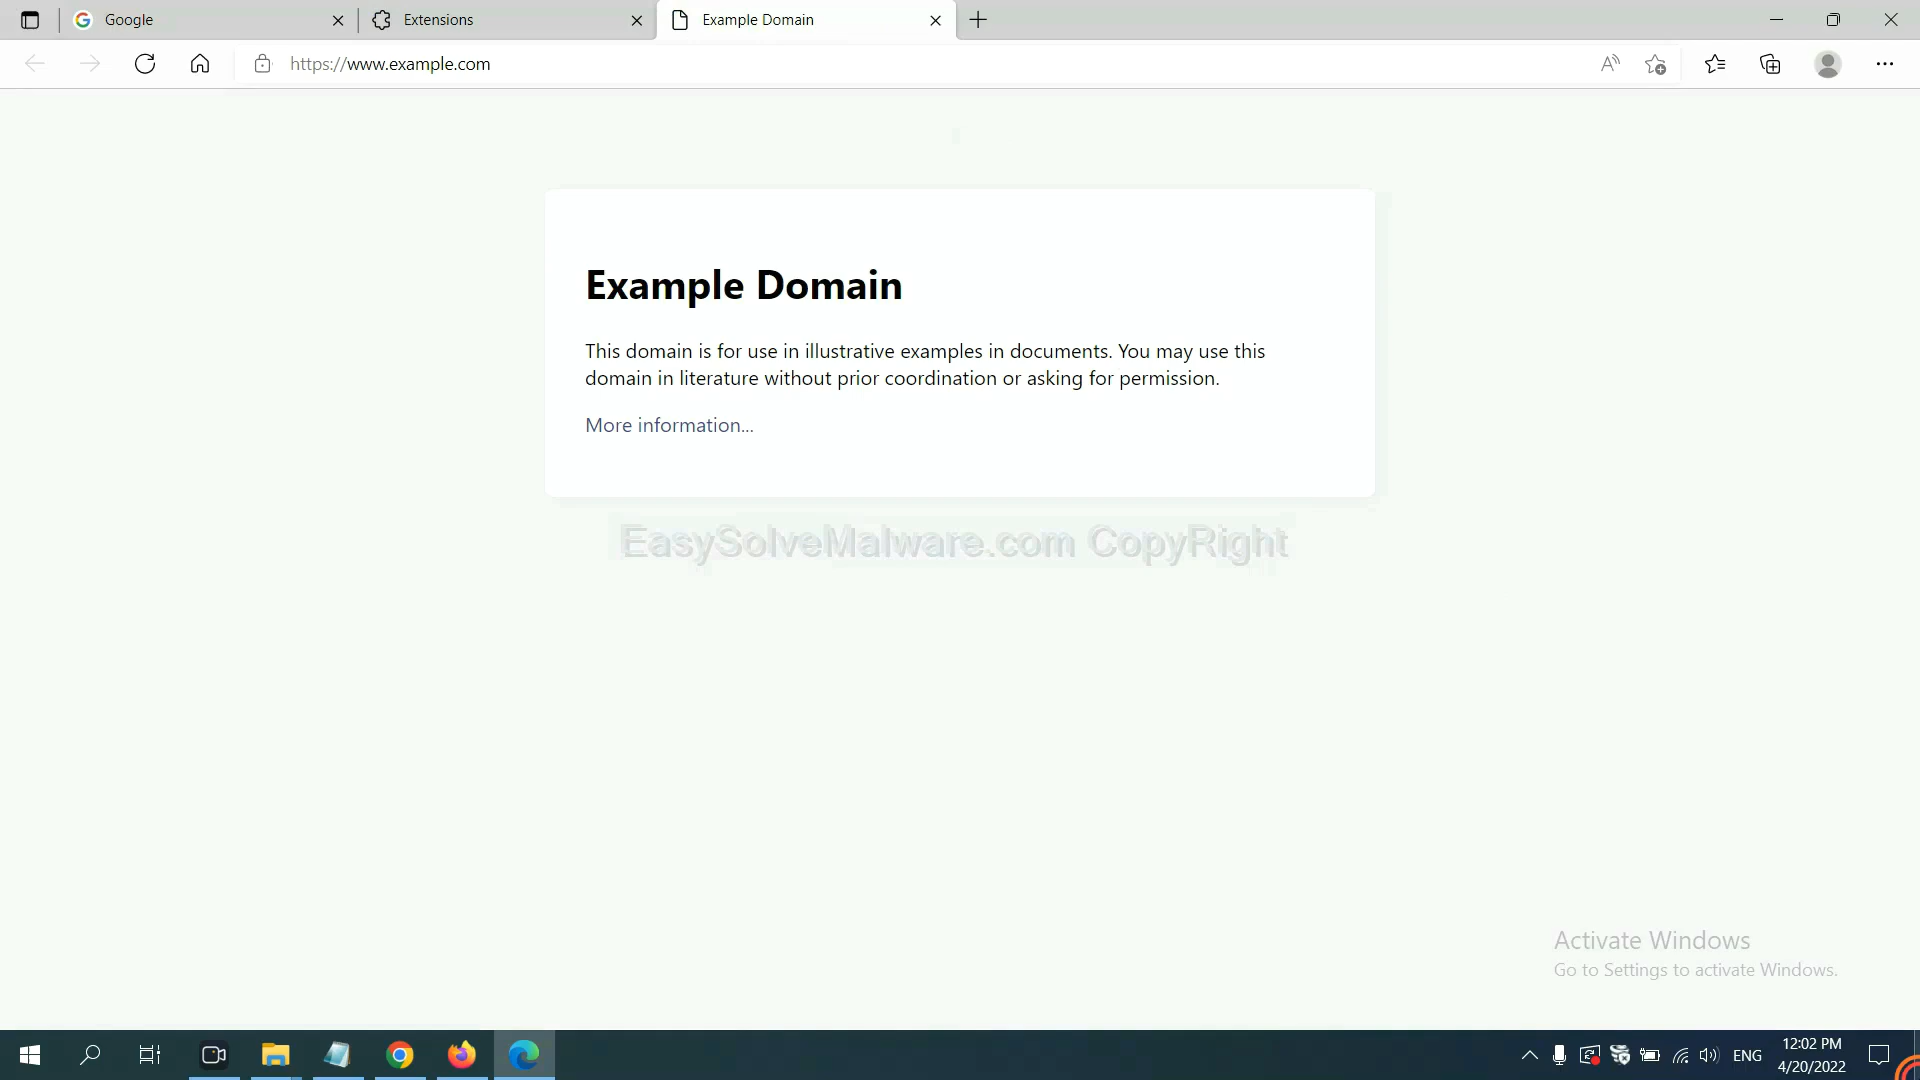 Google
Extensions
Example Domain
https://www.example.com
Example Domain
This domain is for use in illustrative examples in documents. You may use this
domain in literature without prior coordination or asking for permission.
More information...
EasySolveMalware.com CopyRight
Activate Windows
Go to Settings to activate Windows.
ENG
12:02 PM
4/20/2022